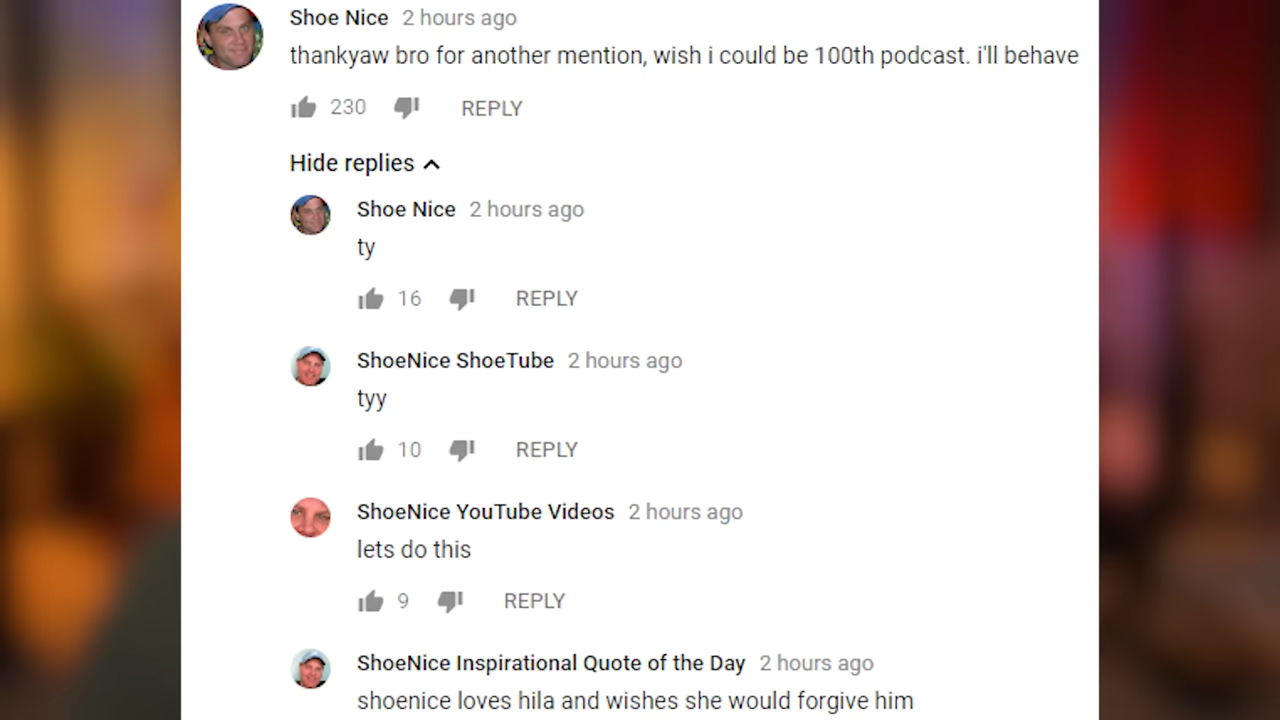 Shoe Nice 2 hours ago
thankyaw bro for another mention, wish i could be 100th podcast. i'll behave
230 REPLY
Hide replies
Shoe Nice 2 hours ago
ty
16 REPLY
ShoeNice ShoeTube 2 hours ago
tyy
10 REPLY
ShoeNice YouTube Videos 2 hours ago
lets do this
9 REPLY
ShoeNice Inspirational Quote of the Day 2 hours ago
shoenice loves hila and wishes she would forgive him